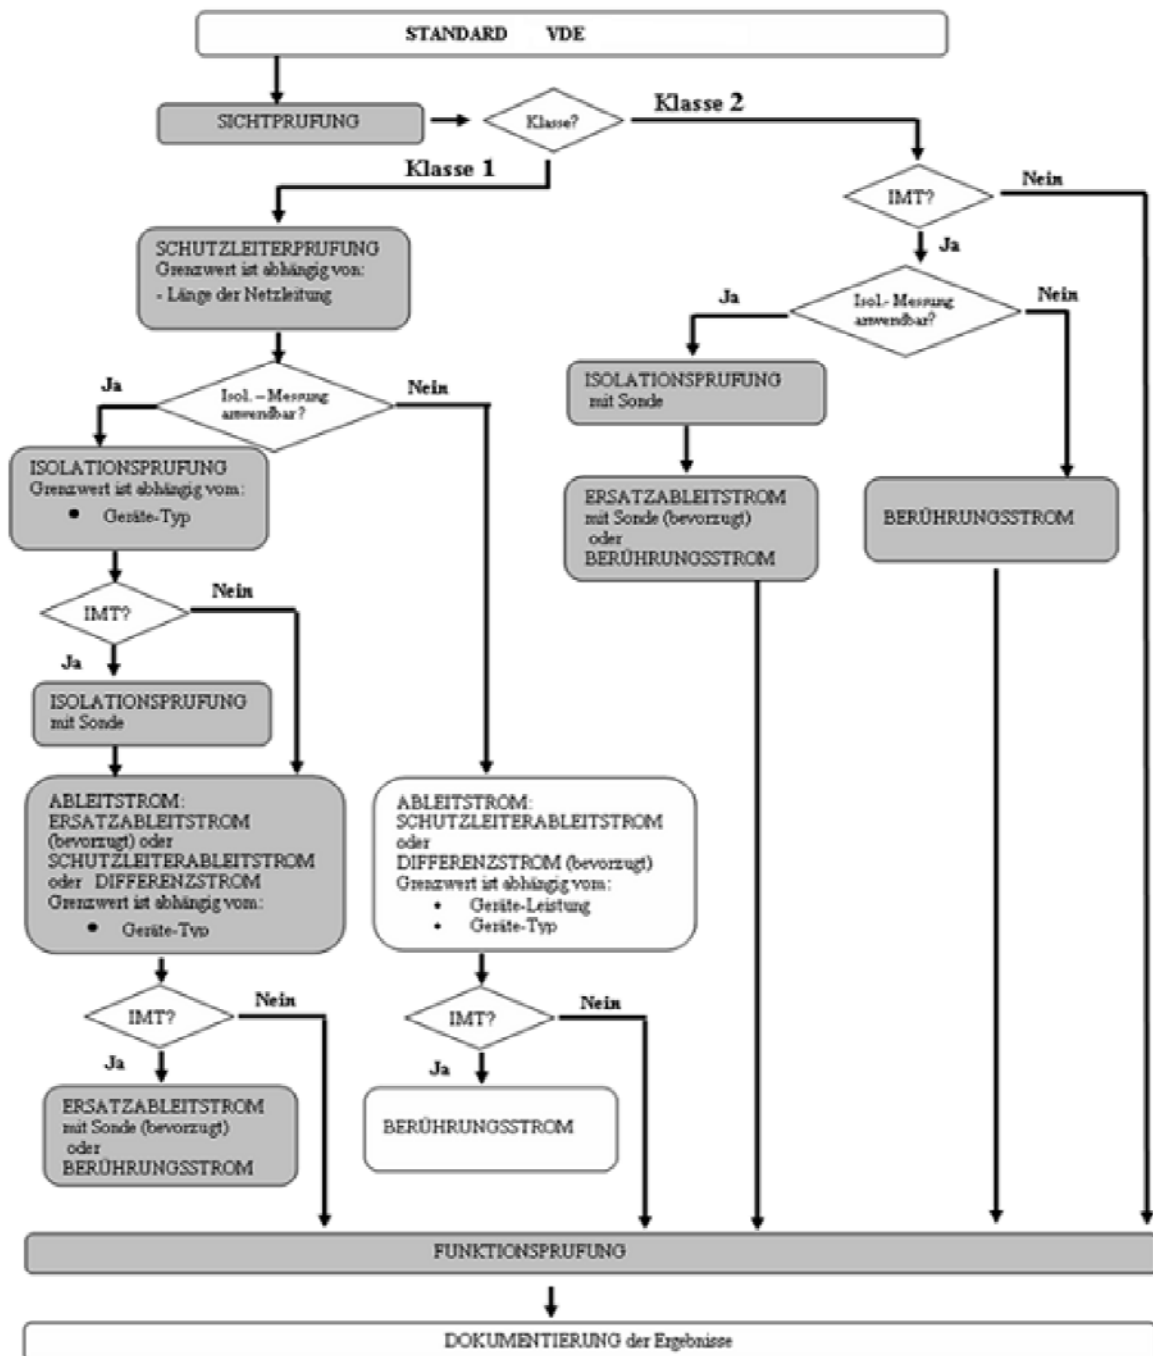 STANDARD VDE
SICHTPRUFUNG
Klasse?
Klasse 2
Klasse 1
IMT?
Nein
Ja
SCHUTZLEITERPRUFUNG
Grenzwert ist abhängig von:
- Länge der Netzleitung
Isol.- Messung
anwendbar?
Ja
Nein
ISOLATIONSPRUFUNG
mit Sonde
Isol. – Messung
anwendbar?
Ja
Nein
ISOLATIONSPRUFUNG
Grenzwert ist abhängig vom:
• Geräte-Typ
ERSATZABLEITSTROM
mit Sonde (bevorzugt)
oder
BERÜHRUNGSSTROM
BERÜHRUNGSSTROM
IMT?
Nein
Ja
ISOLATIONSPRUFUNG
mit Sonde
ABLEITSTROM:
ERSATZABLEITSTROM
(bevorzugt) oder
SCHUTZLEITERABLEITSTROM
oder DIFFERENZSTROM
Grenzwert ist abhängig vom:
• Geräte-Typ
ABLEITSTROM:
SCHUTZLEITERABLEITSTROM
oder
DIFFERENZSTROM (bevorzugt)
Grenzwert ist abhängig vom:
• Geräte-Leistung
• Geräte-Typ
IMT?
Nein
Ja
IMT?
Nein
Ja
ERSATZABLEITSTROM
mit Sonde (bevorzugt)
oder
BERÜHRUNGSSTROM
BERÜHRUNGSSTROM
FUNKTIONSPRUFUNG
DOKUMENTIERUNG der Ergebnisse